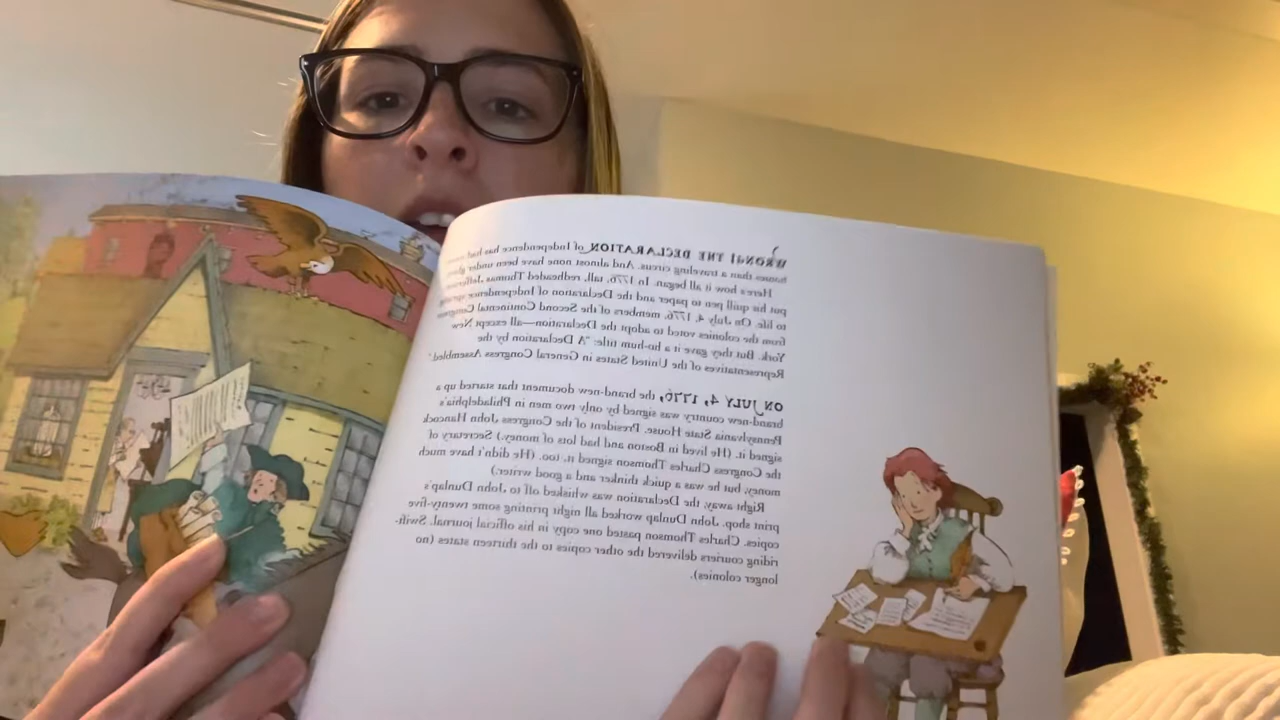 WRONG! THE DECLARATION of Independence has had more
homes than a traveling circus. And almost none have been under glass.
Here's how it all began. In 1776, tall, redheaded Thomas Jefferson
put his quill pen to paper and the Declaration of Independence sprang
to life. On July 4, 1776, members of the Second Continental Congress
from the colonies voted to adopt the Declaration—all except New
York. But they gave it a ho-hum title: "A Declaration by the
Representatives of the United States in General Congress Assembled."
ON JULY 4, 1776, the brand-new document that started up a
brand-new country was signed by only two men in Philadelphia's
Pennsylvania State House. President of the Congress John Hancock
signed it. (He lived in Boston and had lots of money.) Secretary of
the Congress Charles Thomson signed it, too. (He didn't have much
money, but he was a quick thinker and a good writer.)
Right away, the Declaration was whisked off to John Dunlap's
print shop. John Dunlap worked all night printing some twenty-five
copies. Charles Thomson pasted one copy in his official journal. Swift-
riding couriers delivered the other copies to the thirteen states (no
longer colonies).